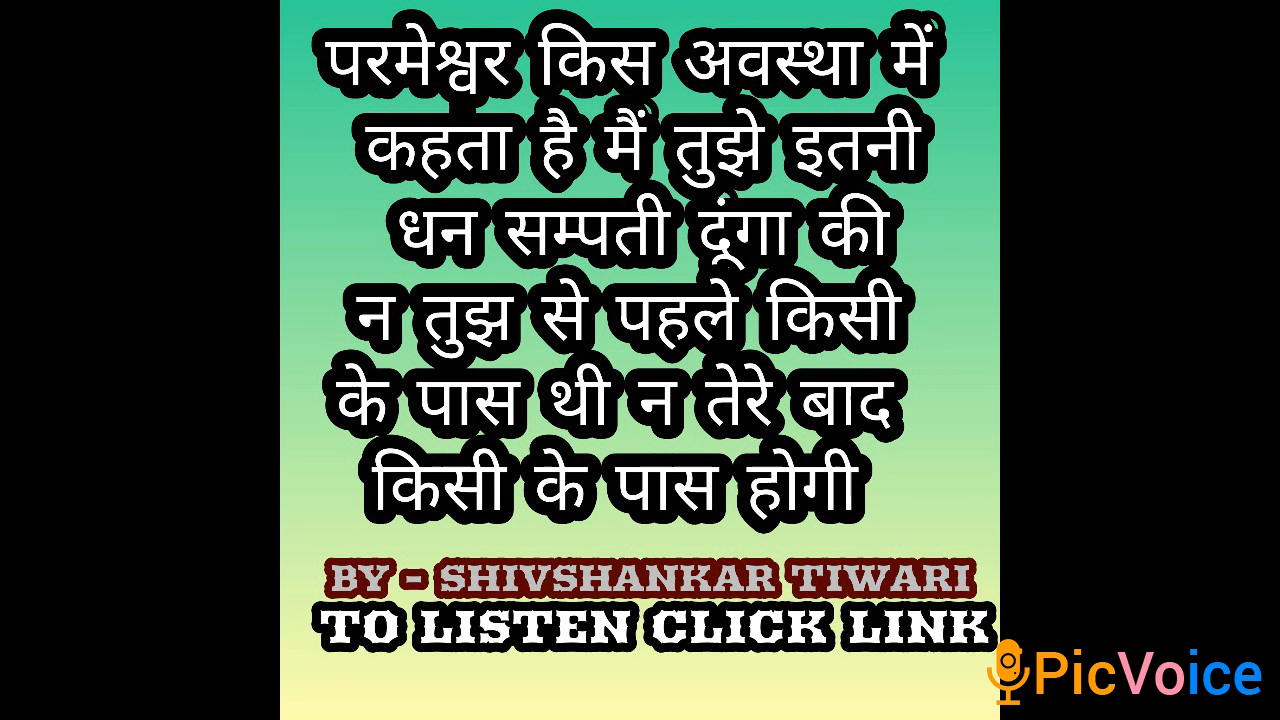 परमेश्वर किस अवस्था में
कहता है मैं तुझे इतनी
धन सम्पती दूंगा की
न तुझ से पहले किसी
के पास थी न तेरे बाद
किसी के पास होगी
BY - SHIVSHANKAR TIWARI
TO LISTEN CLICK LINK
PicVoice